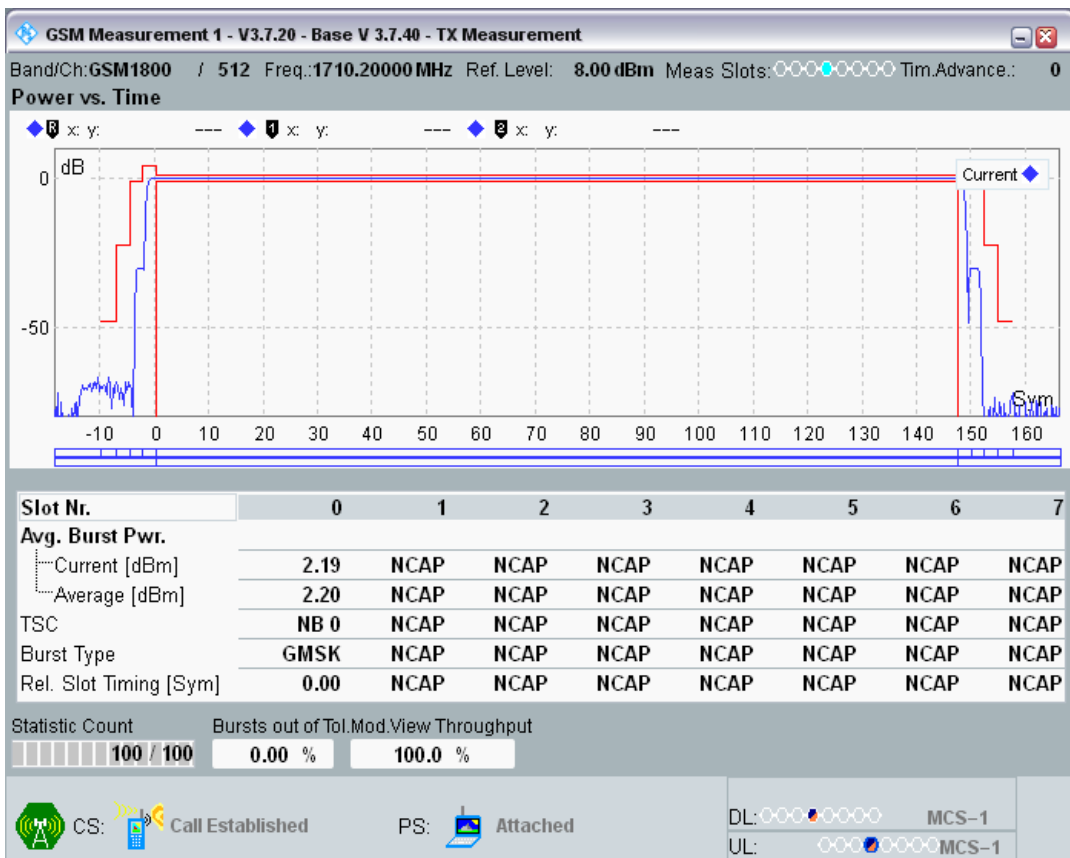 GSM Measurement 1 - V3.7.20 - Base V 3.7.40 - TX Measurement
Band/Ch:GSM1800 / 512 Freq.:1710.20000 MHz Ref. Level: 8.00 dBm Meas Slots: Tim.Advance.: 0
Power vs. Time
R x: y: --- 1 x: y: --- 2 x: y: ---
dB
Current
0
-50
Sym
-10 0 10 20 30 40 50 60 70 80 90 100 110 120 130 140 150 160
Slot Nr. 0 1 2 3 4 5 6 7
Avg. Burst Pwr.
Current [dBm] 2.19 NCAP NCAP NCAP NCAP NCAP NCAP NCAP
Average [dBm] 2.20 NCAP NCAP NCAP NCAP NCAP NCAP NCAP
TSC NB 0 NCAP NCAP NCAP NCAP NCAP NCAP NCAP
Burst Type GMSK NCAP NCAP NCAP NCAP NCAP NCAP NCAP
Rel. Slot Timing [Sym] 0.00 NCAP NCAP NCAP NCAP NCAP NCAP NCAP
Statistic Count Bursts out of Tol.Mod.View Throughput
100 / 100 0.00 % 100.0 %
CS: Call Established PS: Attached DL: MCS-1
UL: MCS-1